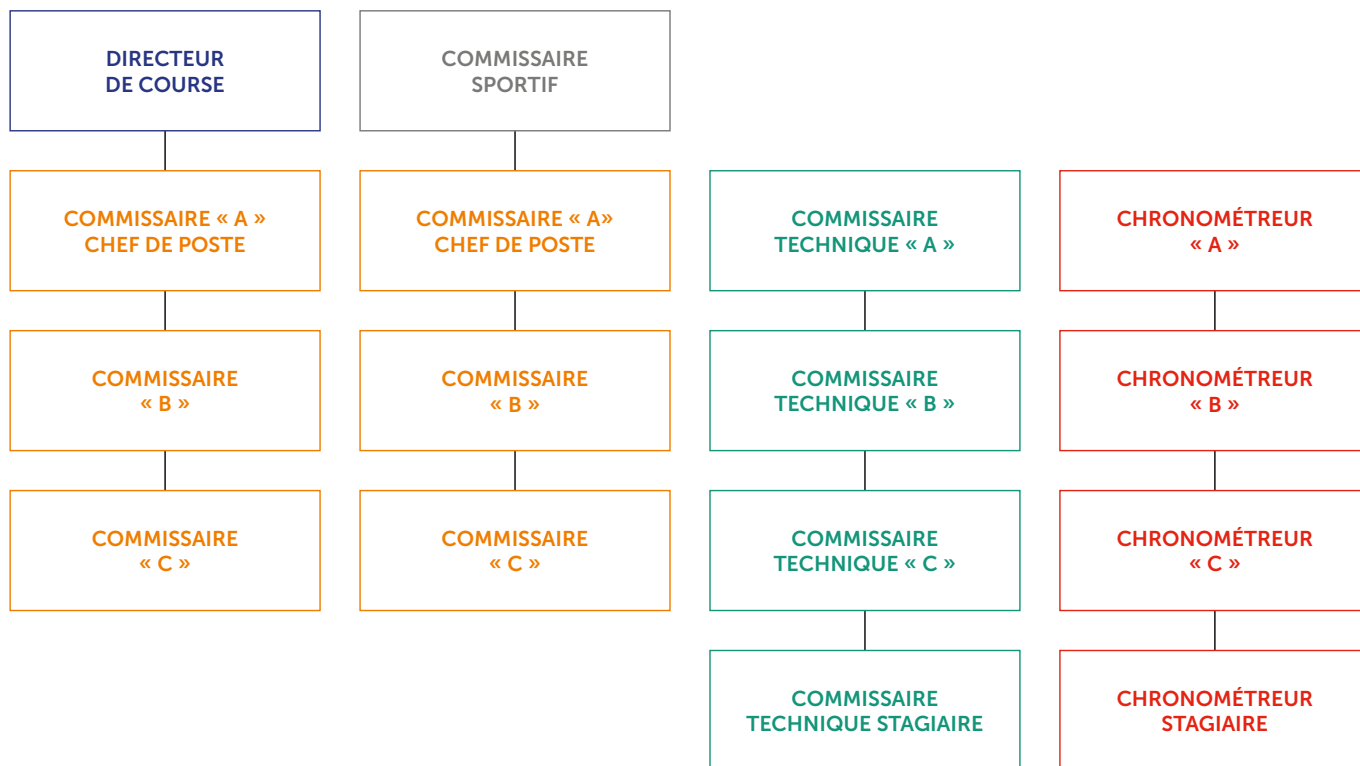 DIRECTEUR
DE COURSE
COMMISSAIRE
SPORTIF
COMMISSAIRE « A »
CHEF DE POSTE
COMMISSAIRE « A»
CHEF DE POSTE
COMMISSAIRE
TECHNIQUE « A »
CHRONOMÉTREUR
« A »
COMMISSAIRE
« B »
COMMISSAIRE
« B »
COMMISSAIRE
TECHNIQUE « B »
CHRONOMÉTREUR
« B »
COMMISSAIRE
« C »
COMMISSAIRE
« C »
COMMISSAIRE
TECHNIQUE « C »
CHRONOMÉTREUR
« C »
COMMISSAIRE
TECHNIQUE STAGIAIRE
CHRONOMÉTREUR
STAGIAIRE